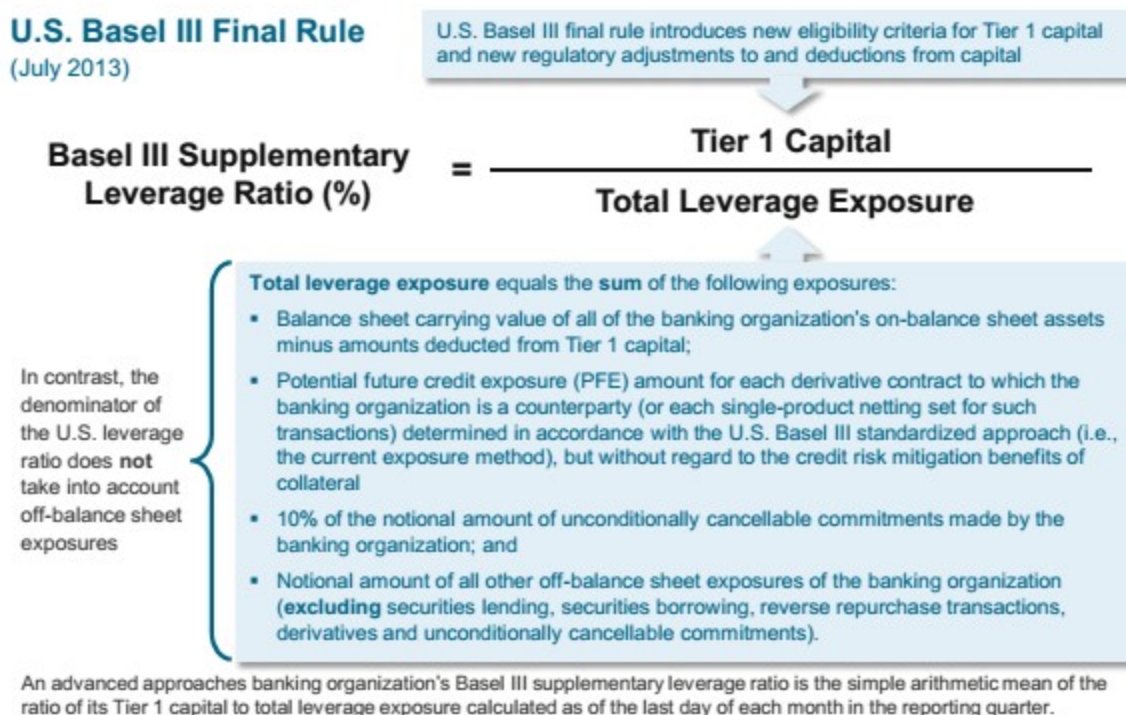 U.S. Basel III Final Rule
(July 2013)
U.S. Basel III final rule introduces new eligibility criteria for Tier 1 capital
and new regulatory adjustments to and deductions from capital
Basel III Supplementary
Leverage Ratio (%)
=
Tier 1 Capital
Total Leverage Exposure
In contrast, the
denominator of
the U.S. leverage
ratio does not
take into account
off-balance sheet
exposures
Total leverage exposure equals the sum of the following exposures:
▪ Balance sheet carrying value of all of the banking organization's on-balance sheet assets
minus amounts deducted from Tier 1 capital;
▪ Potential future credit exposure (PFE) amount for each derivative contract to which the
banking organization is a counterparty (or each single-product netting set for such
transactions) determined in accordance with the U.S. Basel III standardized approach (i.e.,
the current exposure method), but without regard to the credit risk mitigation benefits of
collateral
▪ 10% of the notional amount of unconditionally cancellable commitments made by the
banking organization; and
▪ Notional amount of all other off-balance sheet exposures of the banking organization
(excluding securities lending, securities borrowing, reverse repurchase transactions,
derivatives and unconditionally cancellable commitments).
An advanced approaches banking organization's Basel III supplementary leverage ratio is the simple arithmetic mean of the
ratio of its Tier 1 capital to total leverage exposure calculated as of the last day of each month in the reporting quarter.